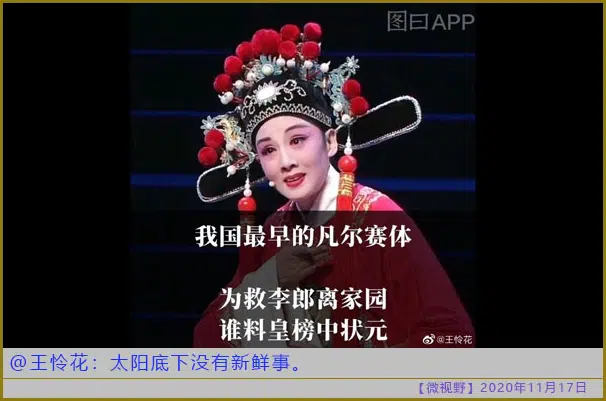 图曰APP
我国最早的凡尔赛体
为救李郎离家园
谁料皇榜中状元
@王怜花
@王怜花：太阳底下没有新鲜事。
【微视野】2020年11月17日